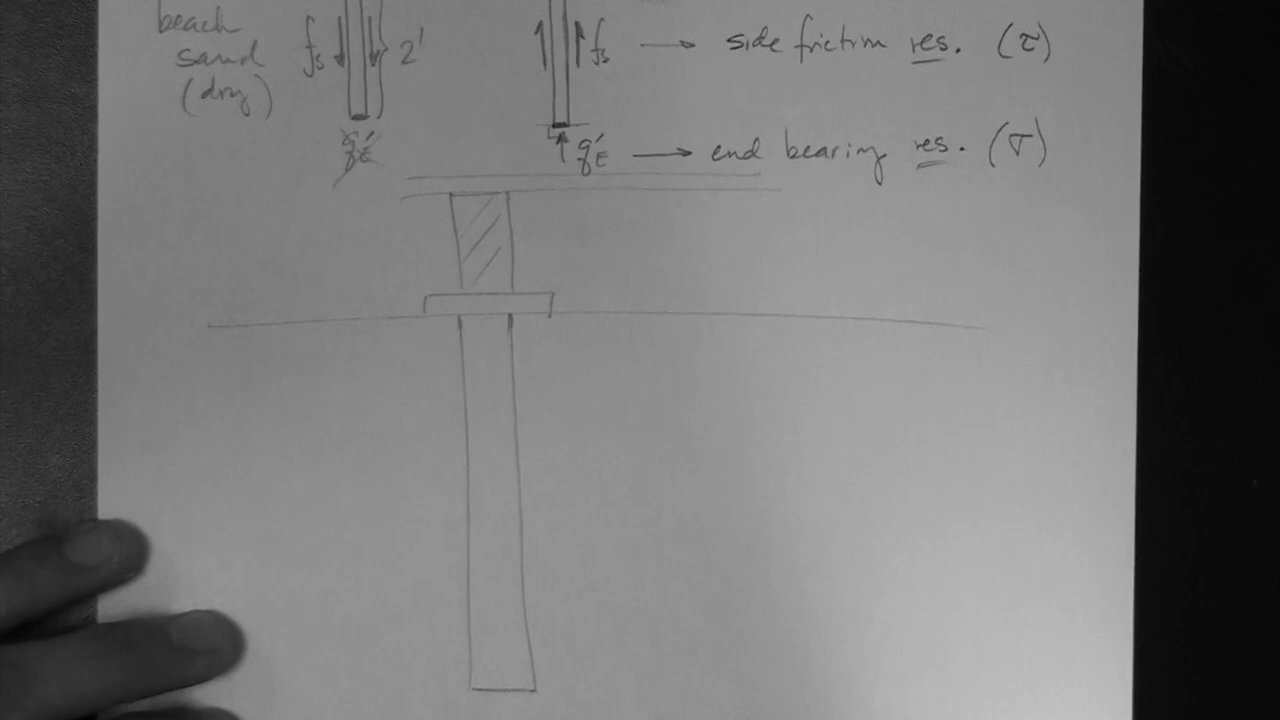 beach
sand
(dry)
fs
2'
q'E
fs → side friction res. (τ)
q'E → end bearing res. (σ)